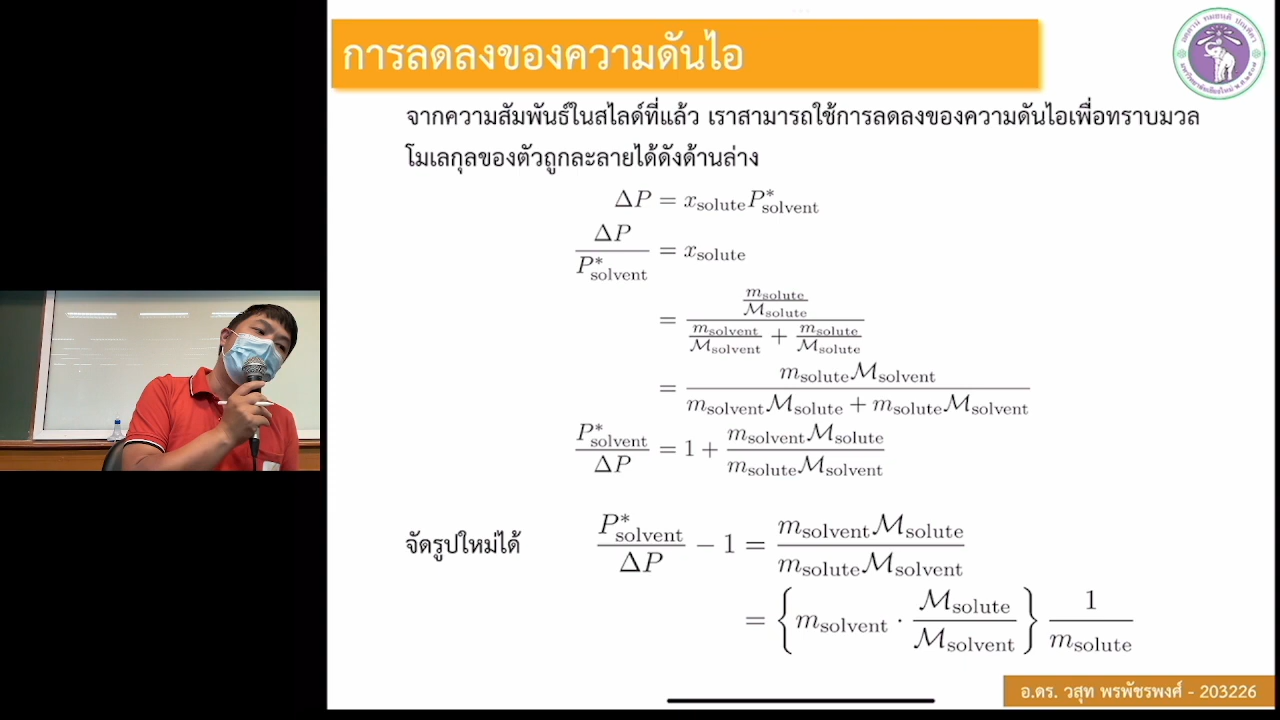 การลดลงของความดันไอ
จากความสัมพันธ์ในสไลด์ที่แล้ว เราสามารถใช้การลดลงของความดันไอเพื่อทราบมวล
โมเลกุลของตัวถูกละลายได้ดังด้านล่าง
ΔP = x_solute P*_solvent
ΔP / P*_solvent = x_solute
= (m_solute / ℳ_solute) / (m_solvent / ℳ_solvent + m_solute / ℳ_solute)
= m_solute ℳ_solvent / (m_solvent ℳ_solute + m_solute ℳ_solvent)
P*_solvent / ΔP = 1 + m_solvent ℳ_solute / m_solute ℳ_solvent
จัดรูปใหม่ได้ P*_solvent / ΔP − 1 = m_solvent ℳ_solute / m_solute ℳ_solvent
= { m_solvent · ℳ_solute / ℳ_solvent } 1 / m_solute
อ.ดร. วสุท พรพัชรพงศ์ - 203226